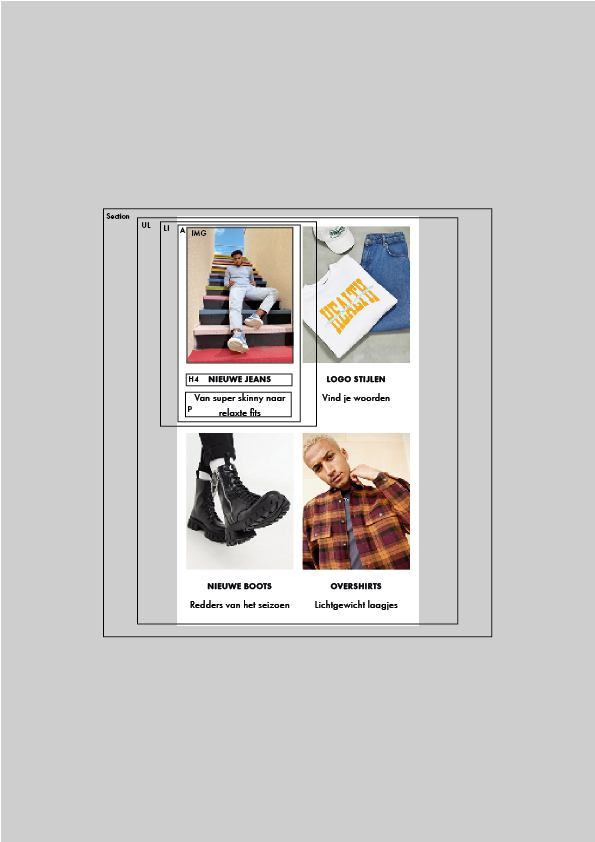 Section
UL
LI
A
IMG
HEALTH
H4 NIEUWE JEANS
LOGO STIJLEN
P
Van super skinny naar
relaxte fits
Vind je woorden
NIEUWE BOOTS
OVERSHIRTS
Redders van het seizoen
Lichtgewicht laagjes